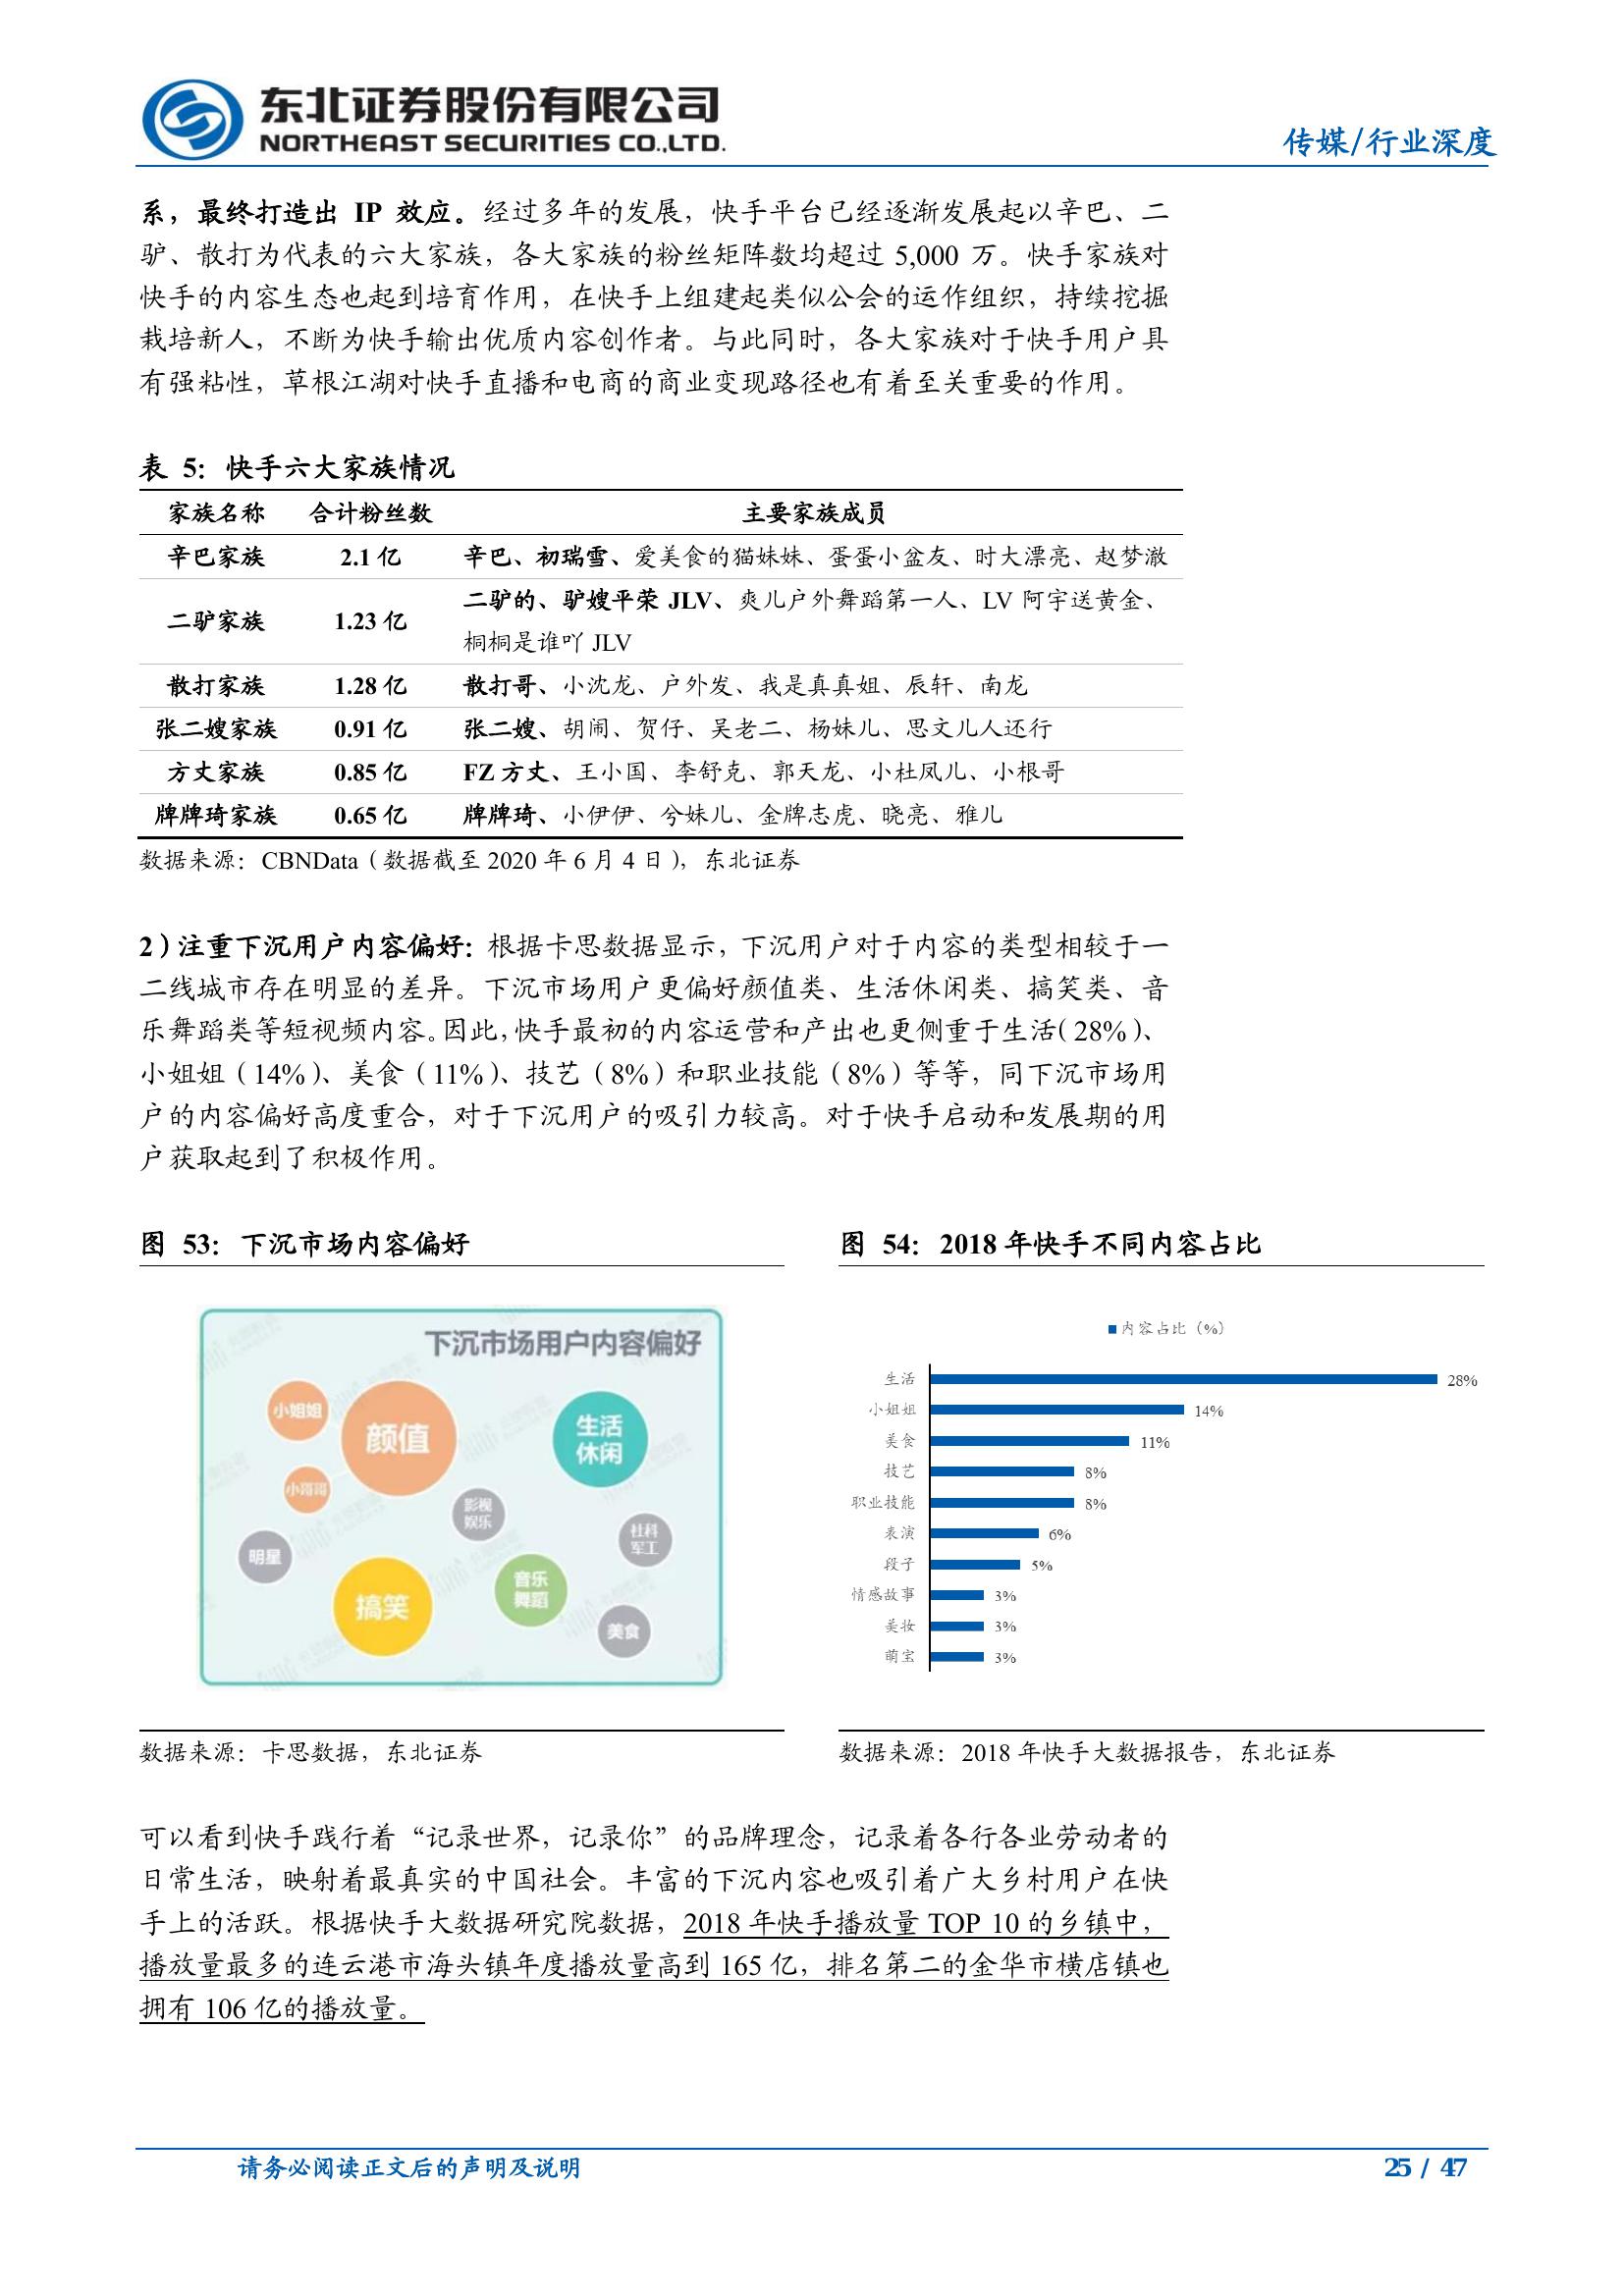 东北证券股份有限公司
NORTHEAST SECURITIES CO.,LTD.
传媒/行业深度
系，最终打造出 IP 效应。经过多年的发展，快手平台已经逐渐发展起以辛巴、二
驴、散打为代表的六大家族，各大家族的粉丝矩阵数均超过 5,000 万。快手家族对
快手的内容生态也起到培育作用，在快手上组建起类似公会的运作组织，持续挖掘
栽培新人，不断为快手输出优质内容创作者。与此同时，各大家族对于快手用户具
有强粘性，草根江湖对快手直播和电商的商业变现路径也有着至关重要的作用。
表 5：快手六大家族情况
家族名称 合计粉丝数 主要家族成员
辛巴家族 2.1 亿 辛巴、初瑞雪、爱美食的猫妹妹、蛋蛋小盆友、时大漂亮、赵梦澈
二驴家族 1.23 亿 二驴的、驴嫂平荣 JLV、爽儿户外舞蹈第一人、LV 阿宇送黄金、
桐桐是谁吖 JLV
散打家族 1.28 亿 散打哥、小沈龙、户外发、我是真真姐、辰轩、南龙
张二嫂家族 0.91 亿 张二嫂、胡闹、贺仔、吴老二、杨妹儿、思文儿人还行
方丈家族 0.85 亿 FZ 方丈、王小国、李舒克、郭天龙、小杜凤儿、小根哥
牌牌琦家族 0.65 亿 牌牌琦、小伊伊、兮妹儿、金牌志虎、晓亮、雅儿
数据来源：CBNData（数据截至 2020 年 6 月 4 日），东北证券
2）注重下沉用户内容偏好：根据卡思数据显示，下沉用户对于内容的类型相较于一
二线城市存在明显的差异。下沉市场用户更偏好颜值类、生活休闲类、搞笑类、音
乐舞蹈类等短视频内容。因此，快手最初的内容运营和产出也更侧重于生活（28%）、
小姐姐（14%）、美食（11%）、技艺（8%）和职业技能（8%）等等，同下沉市场用
户的内容偏好高度重合，对于下沉用户的吸引力较高。对于快手启动和发展期的用
户获取起到了积极作用。
图 53：下沉市场内容偏好
下沉市场用户内容偏好
小姐姐
颜值
生活
休闲
小哥哥
影视
娱乐
社科
军工
明星
搞笑
音乐
舞蹈
美食
数据来源：卡思数据，东北证券
图 54：2018 年快手不同内容占比
内容占比（%）
生活 28%
小姐姐 14%
美食 11%
技艺 8%
职业技能 8%
表演 6%
段子 5%
情感故事 3%
美妆 3%
萌宝 3%
数据来源：2018 年快手大数据报告，东北证券
可以看到快手践行着“记录世界，记录你”的品牌理念，记录着各行各业劳动者的
日常生活，映射着最真实的中国社会。丰富的下沉内容也吸引着广大乡村用户在快
手上的活跃。根据快手大数据研究院数据，2018 年快手播放量 TOP 10 的乡镇中，
播放量最多的连云港市海头镇年度播放量高到 165 亿，排名第二的金华市横店镇也
拥有 106 亿的播放量。
请务必阅读正文后的声明及说明
25 / 47